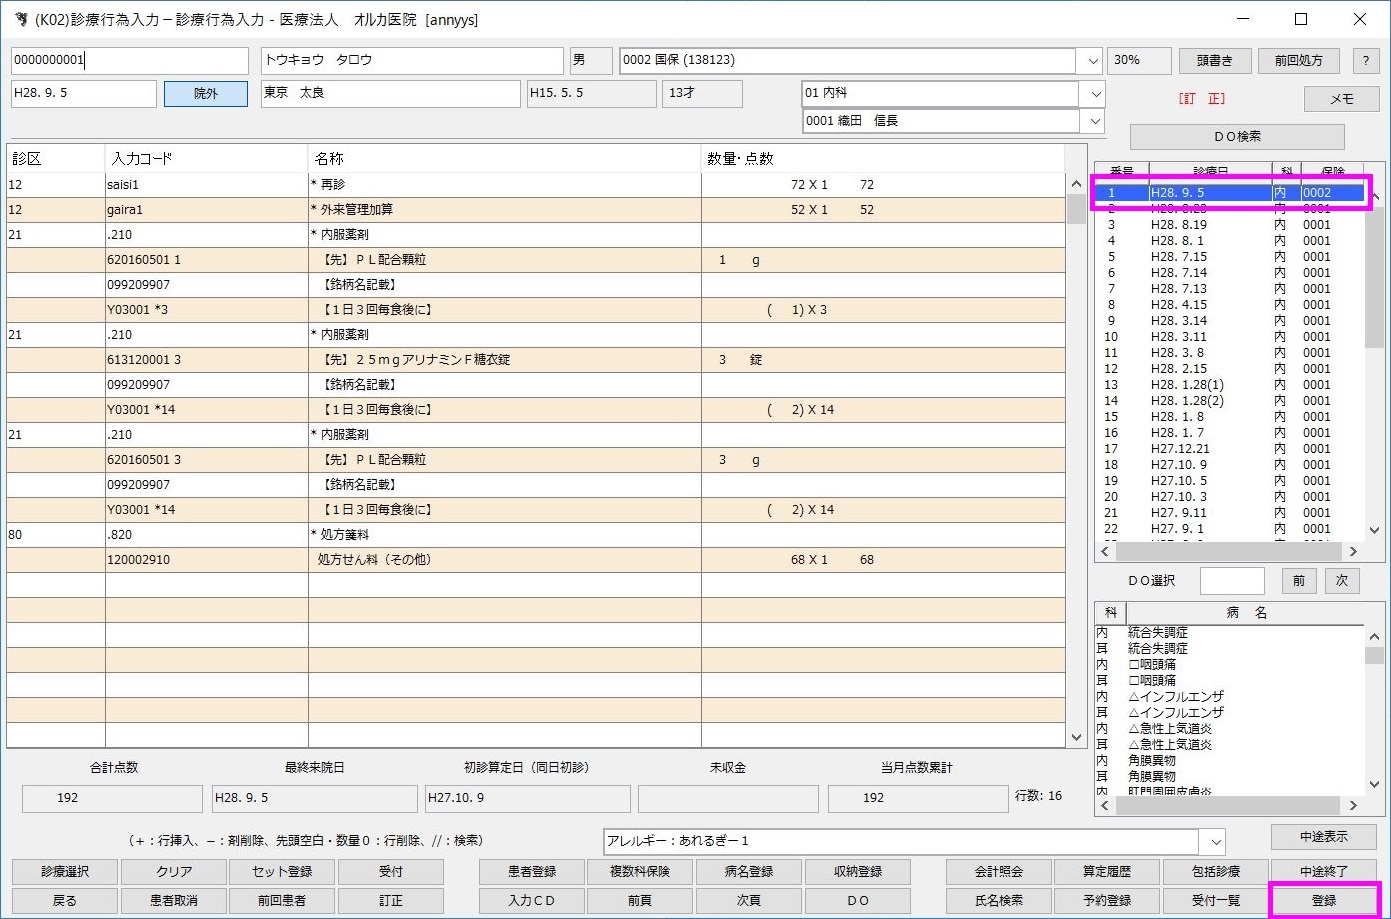 (K02)診療行為入力－診療行為入力 - 医療法人　オルカ医院 [annyys]
0000000001 トウキョウ　タロウ 男 0002 国保 (138123) 30% 頭書き 前回処方 ?
H28. 9. 5 院外 東京　太良 H15. 5. 5 13才 01 内科 [訂　正] メモ
0001 織田　信長
ＤＯ検索
診区 入力コード 名称 数量・点数
12 saisi1 * 再診 72 X 1 72
12 gaira1 * 外来管理加算 52 X 1 52
21 .210 * 内服薬剤
620160501 1 【先】ＰＬ配合顆粒 1 g
099209907 【銘柄名記載】
Y03001 *3 【１日３回毎食後に】 ( 1) X 3
21 .210 * 内服薬剤
613120001 3 【先】２５ｍｇアリナミンＦ糖衣錠 3 錠
099209907 【銘柄名記載】
Y03001 *14 【１日３回毎食後に】 ( 2) X 14
21 .210 * 内服薬剤
620160501 3 【先】ＰＬ配合顆粒 3 g
099209907 【銘柄名記載】
Y03001 *14 【１日３回毎食後に】 ( 2) X 14
80 .820 * 処方箋料
120002910 処方せん料（その他） 68 X 1 68
番号 診療日 科 保険
1 H28. 9. 5 内 0002
2 H28. 8.23 内 0001
3 H28. 8.19 内 0001
4 H28. 8. 1 内 0001
5 H28. 7.15 内 0001
6 H28. 7.14 内 0001
7 H28. 7.13 内 0001
8 H28. 4.15 内 0001
9 H28. 3.14 内 0001
10 H28. 3.11 内 0001
11 H28. 3. 8 内 0001
12 H28. 2.15 内 0001
13 H28. 1.28(1) 内 0001
14 H28. 1.28(2) 内 0001
15 H28. 1. 8 内 0001
16 H28. 1. 7 内 0001
17 H27.12.21 内 0001
18 H27.10. 9 内 0001
19 H27.10. 5 内 0001
20 H27.10. 3 内 0001
21 H27. 9.11 内 0001
22 H27. 9. 1 内 0001
ＤＯ選択 前 次
科 病　名
内 統合失調症
耳 統合失調症
内 □咽頭痛
耳 □咽頭痛
内 △インフルエンザ
耳 △インフルエンザ
内 △急性上気道炎
耳 △急性上気道炎
内 角膜異物
耳 角膜異物
内 肛門周囲皮膚炎
合計点数 最終来院日 初診算定日（同日初診） 未収金 当月点数累計
192 H28. 9. 5 H27.10. 9 192 行数: 16
（＋：行挿入、－：剤削除、先頭空白・数量０：行削除、//：検索） アレルギー：あれるぎー１ 中途表示
診療選択 クリア セット登録 受付 患者登録 複数科保険 病名登録 収納登録 会計照会 算定履歴 包括診療 中途終了
戻る 患者取消 前回患者 訂正 入力ＣＤ 前頁 次頁 ＤＯ 氏名検索 予約登録 受付一覧 登録